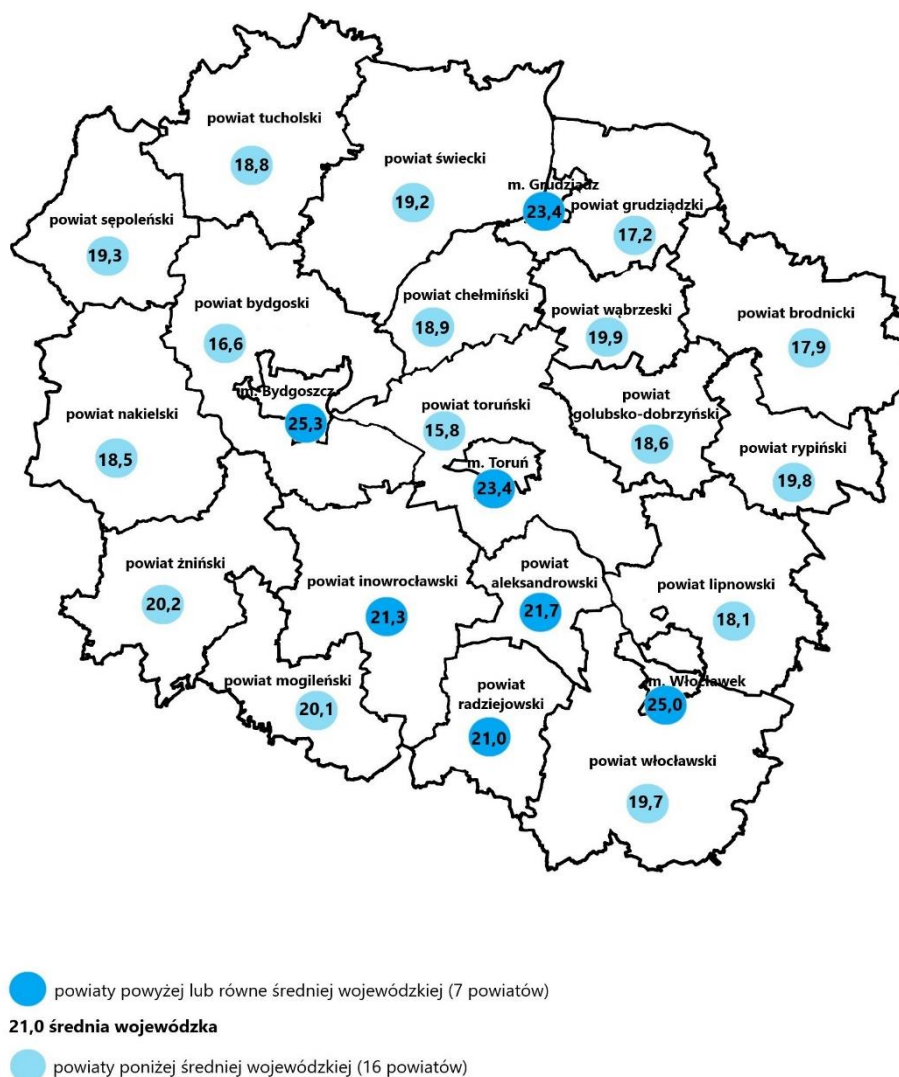 powiat tucholski
18,8
powiat świecki
19,2
m. Grudziądz
23,4
powiat grudziądzki
17,2
powiat sępoleński
19,3
powiat bydgoski
16,6
powiat chełmiński
18,9
powiat wąbrzeski
19,9
powiat brodnicki
17,9
m. Bydgoszcz
25,3
powiat nakielski
18,5
powiat toruński
15,8
m. Toruń
23,4
powiat
golubsko-dobrzyński
18,6
powiat rypiński
19,8
powiat żniński
20,2
powiat inowrocławski
21,3
powiat
aleksandrowski
21,7
powiat lipnowski
18,1
powiat mogileński
20,1
powiat
radziejowski
21,0
m. Włocławek
25,0
powiat włocławski
19,7
powiaty powyżej lub równe średniej wojewódzkiej (7 powiatów)
21,0 średnia wojewódzka
powiaty poniżej średniej wojewódzkiej (16 powiatów)